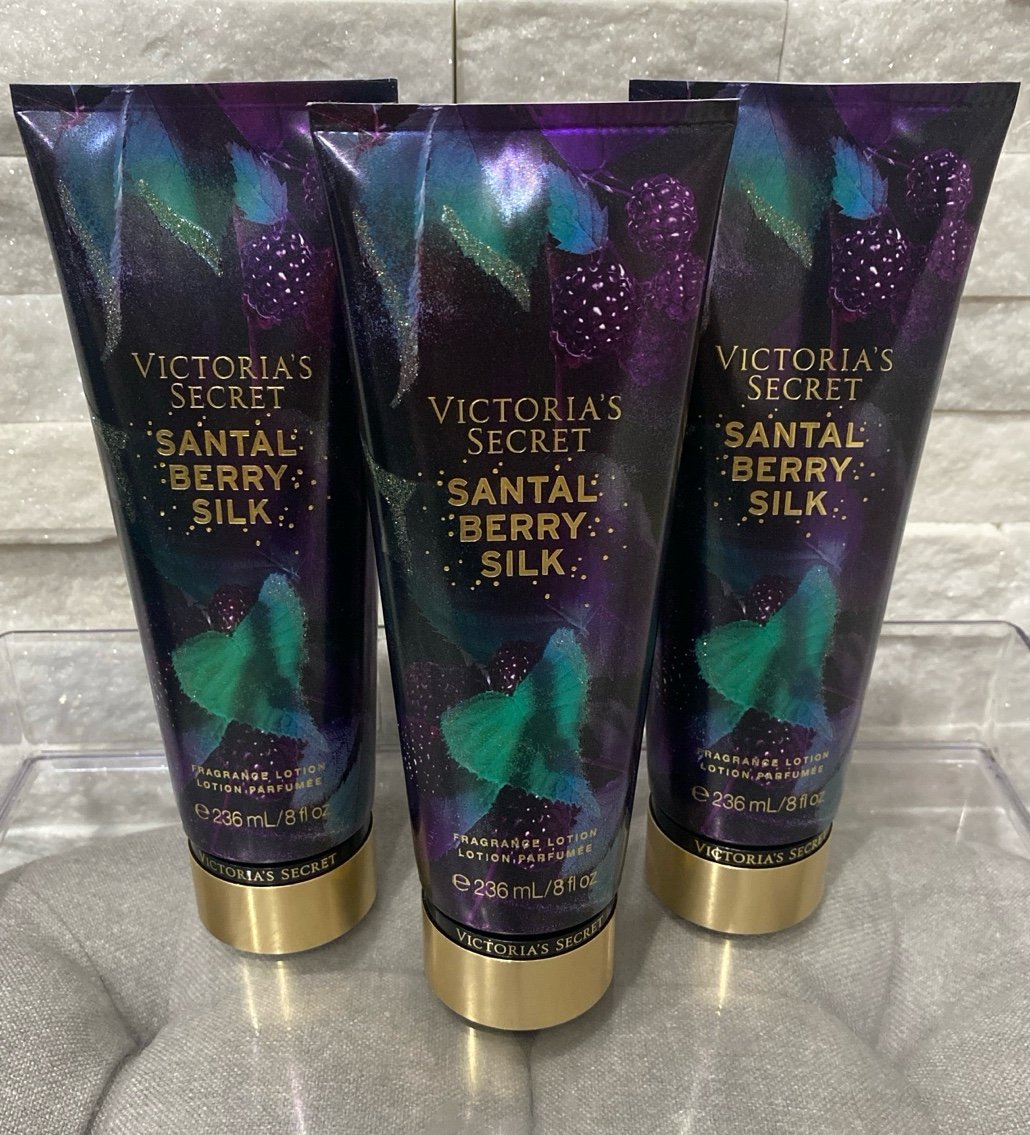 VICTORIA'S
SECRET
SANTAL
BERRY
SILK
FRAGRANCE LOTION
LOTION PARFUMÉE
℮ 236 mL/8 fl oz
VICTORIA'S SECRET
VICTORIA'S
SECRET
SANTAL
BERRY
SILK
FRAGRANCE LOTION
LOTION PARFUMÉE
℮ 236 mL/8 fl oz
VICTORIA'S SECRET
VICTORIA'S
SECRET
SANTAL
BERRY
SILK
FRAGRANCE LOTION
LOTION PARFUMÉE
℮ 236 mL/8 fl oz
VICTORIA'S SECRET